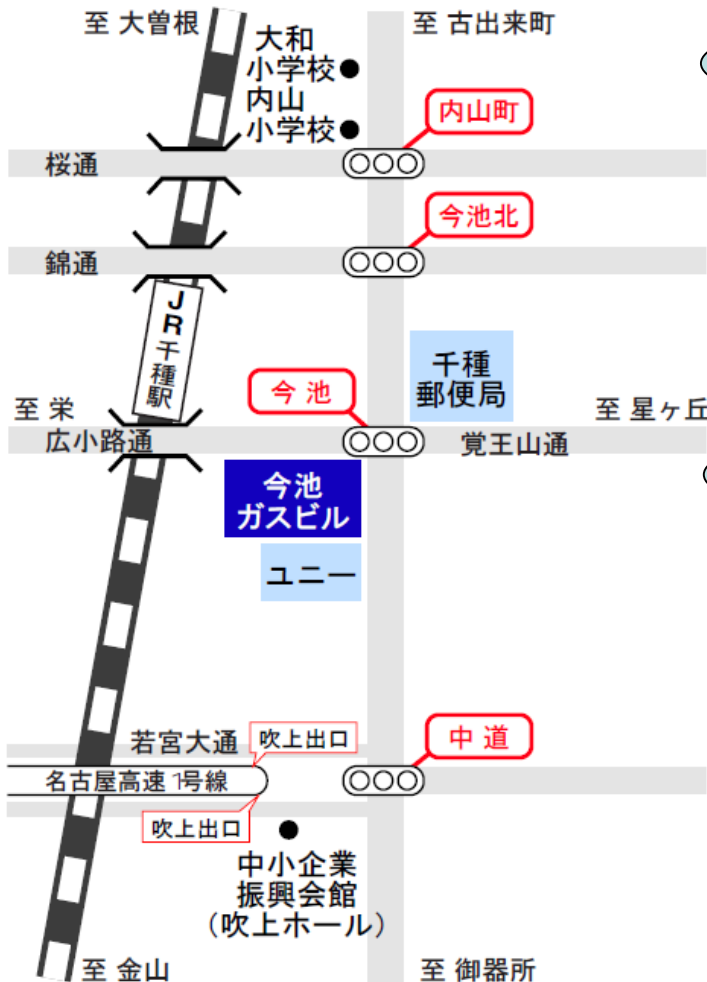 至 大曽根
至 古出来町
大和
小学校
内山
小学校
内山町
桜通
今池北
錦通
JR千種駅
千種
郵便局
今池
至 栄
至 星ヶ丘
広小路通
覚王山通
今池
ガスビル
ユニー
中道
若宮大通
吹上出口
名古屋高速1号線
吹上出口
中小企業
振興会館
(吹上ホール)
至 金山
至 御器所